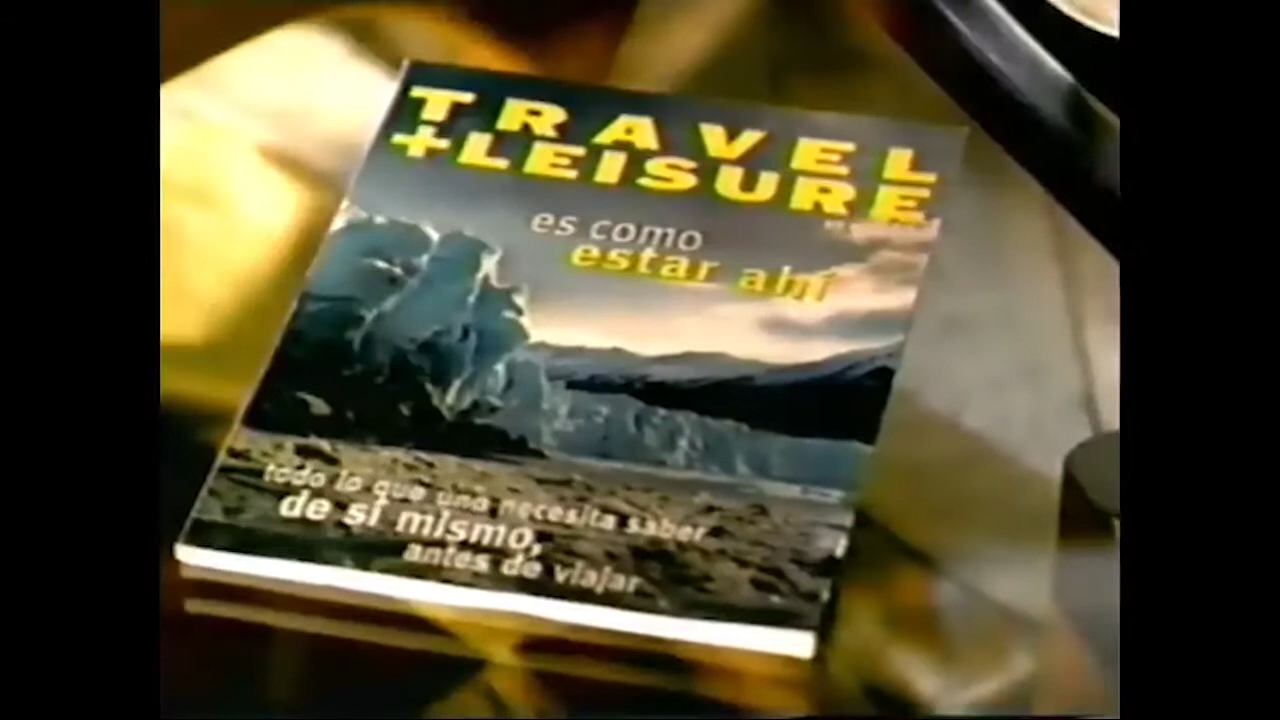 TRAVEL
+LEISURE
es como
estar ahí
todo lo que uno necesita saber
de sí mismo,
antes de viajar